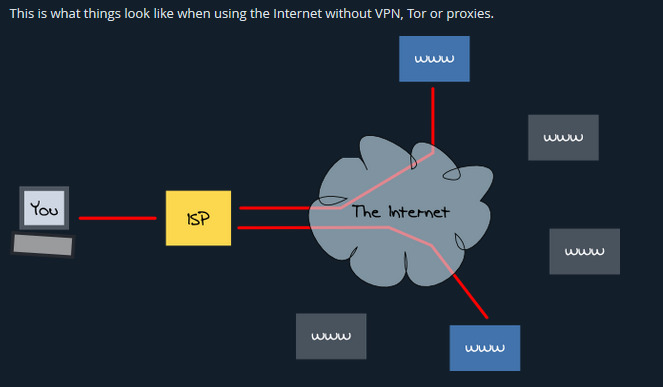 This is what things look like when using the Internet without VPN, Tor or proxies.
www
www
You
ISP
The Internet
www
www
www